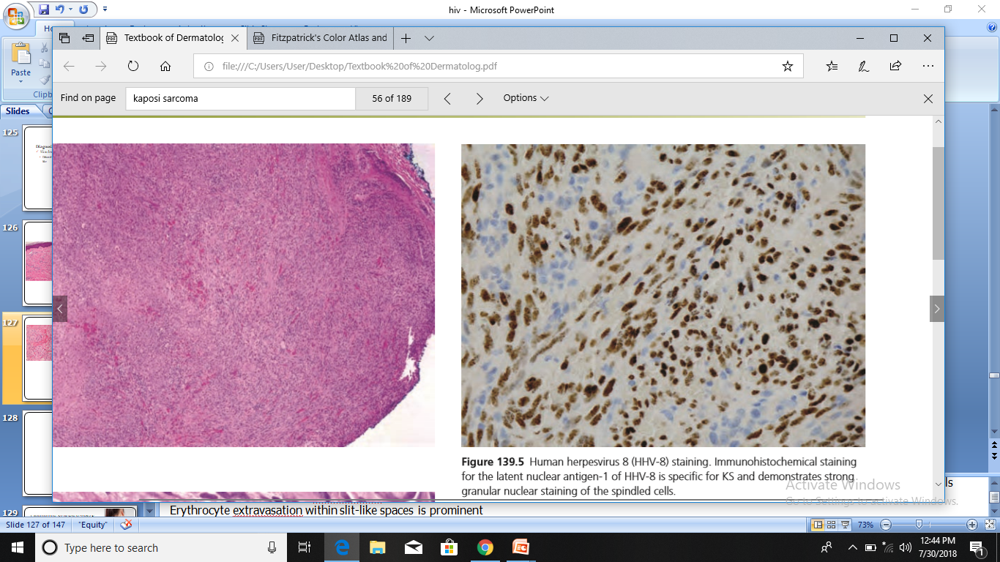 hiv - Microsoft PowerPoint
Textbook of Dermatolog
Fitzpatrick's Color Atlas and
file:///C:/Users/User/Desktop/Textbook%20of%20Dermatolog.pdf
Paste
Find on page
kaposi sarcoma
56 of 189
Options
Slides
125
126
127
128
129
Figure 139.5 Human herpesvirus 8 (HHV-8) staining. Immunohistochemical staining
for the latent nuclear antigen-1 of HHV-8 is specific for KS and demonstrates strong
granular nuclear staining of the spindled cells.
Activate Windows
Go to Settings to activate Windows.
Erythrocyte extravasation within slit-like spaces is prominent
Slide 127 of 147
"Equity"
73%
Type here to search
12:44 PM
7/30/2018